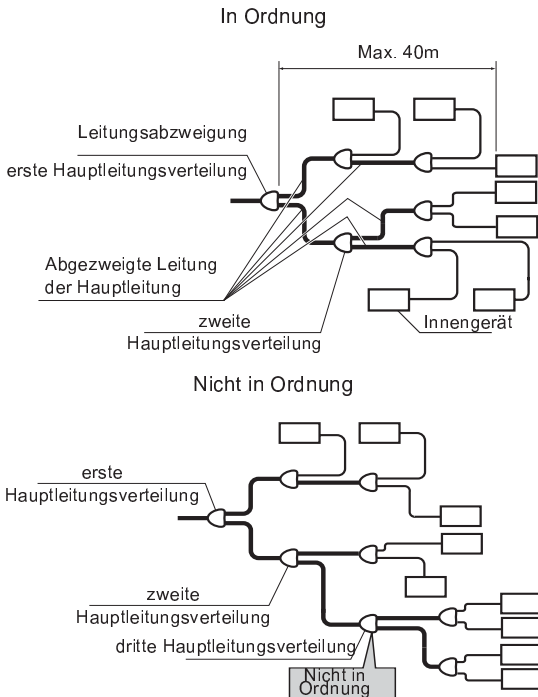 In Ordnung
Max. 40m
Leitungsabzweigung
erste Hauptleitungsverteilung
Abgezweigte Leitung
der Hauptleitung
zweite
Hauptleitungsverteilung
Innengerät
Nicht in Ordnung
erste
Hauptleitungsverteilung
zweite
Hauptleitungsverteilung
dritte Hauptleitungsverteilung
Nicht in
Ordnung